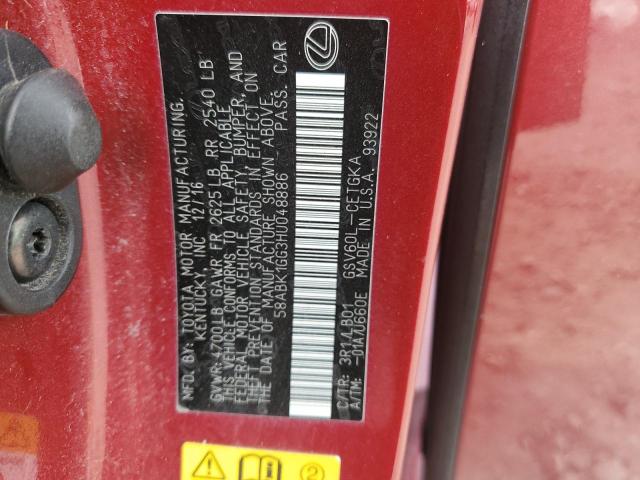 MFD. BY: TOYOTA MOTOR MANUFACTURING,
KENTUCKY, INC 12/16
GVWR: 4700LB GAWR FR 2625LB RR 2540 LB
THIS VEHICLE CONFORMS TO ALL APPLICABLE
FEDERAL MOTOR VEHICLE SAFETY, BUMPER, AND
THEFT PREVENTION STANDARDS IN EFFECT ON
THE DATE OF MANUFACTURE SHOWN ABOVE.
58ABK1GG3HU048886 PASS. CAR
C/TR: 3R1/LB01 GSV60L-CETGKA
A/TM: -01A/U660E MADE IN U.S.A. 93922
2